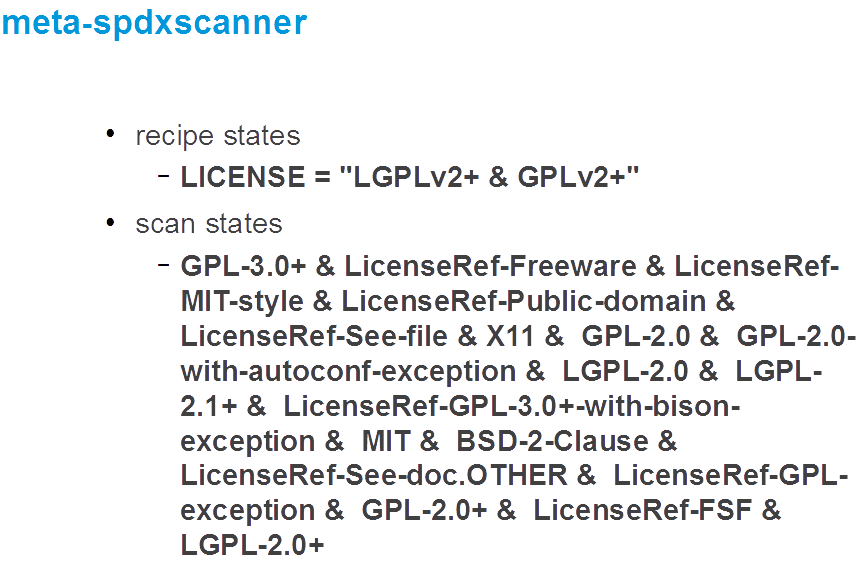 meta-spdxscanner
• recipe states
– LICENSE = "LGPLv2+ & GPLv2+"
• scan states
– GPL-3.0+ & LicenseRef-Freeware & LicenseRef-
MIT-style & LicenseRef-Public-domain &
LicenseRef-See-file & X11 &  GPL-2.0 &  GPL-2.0-
with-autoconf-exception &  LGPL-2.0 &  LGPL-
2.1+ &  LicenseRef-GPL-3.0+-with-bison-
exception &  MIT &  BSD-2-Clause &
LicenseRef-See-doc.OTHER &  LicenseRef-GPL-
exception &  GPL-2.0+ &  LicenseRef-FSF &
LGPL-2.0+